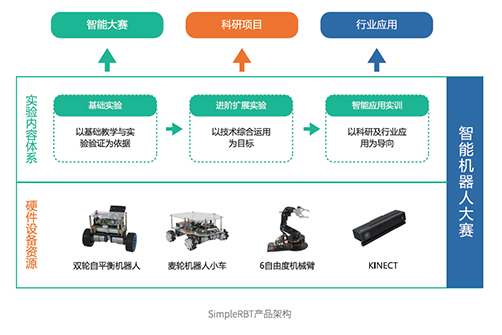 智能大赛
科研项目
行业应用
实验内容体系
基础实验
以基础教学与实
验验证为依据
进阶扩展实验
以技术综合运用
为目标
智能应用实训
以科研及行业应
用为导向
智能机器人大赛
硬件设备资源
双轮自平衡机器人
麦轮机器人小车
6自由度机械臂
KINECT
SimpleRBT产品架构